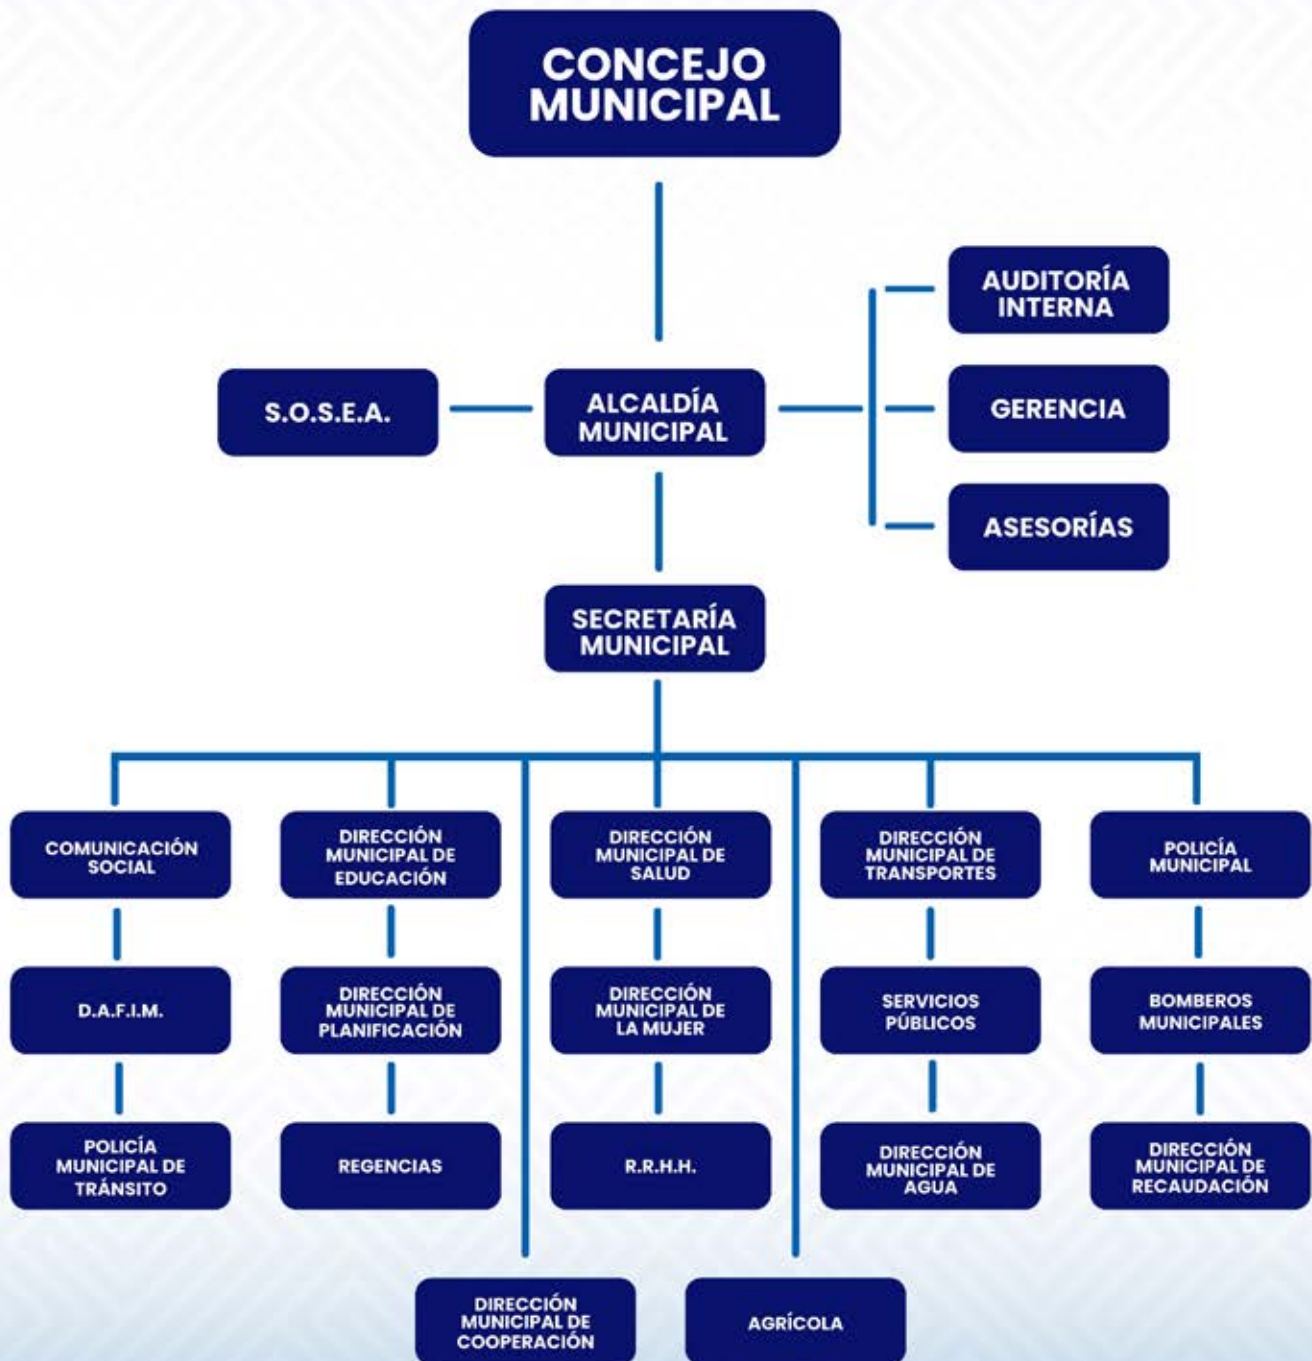 CONCEJO
MUNICIPAL
AUDITORÍA
INTERNA
S.O.S.E.A.
ALCALDÍA
MUNICIPAL
GERENCIA
ASESORÍAS
SECRETARÍA
MUNICIPAL
COMUNICACIÓN
SOCIAL
DIRECCIÓN
MUNICIPAL DE
EDUCACIÓN
DIRECCIÓN
MUNICIPAL DE
SALUD
DIRECCIÓN
MUNICIPAL DE
TRANSPORTES
POLICÍA
MUNICIPAL
D.A.F.I.M.
DIRECCIÓN
MUNICIPAL DE
PLANIFICACIÓN
DIRECCIÓN
MUNICIPAL DE
LA MUJER
SERVICIOS
PÚBLICOS
BOMBEROS
MUNICIPALES
POLICÍA
MUNICIPAL DE
TRÁNSITO
REGENCIAS
R.R.H.H.
DIRECCIÓN
MUNICIPAL DE
AGUA
DIRECCIÓN
MUNICIPAL DE
RECAUDACIÓN
DIRECCIÓN
MUNICIPAL DE
COOPERACIÓN
AGRÍCOLA